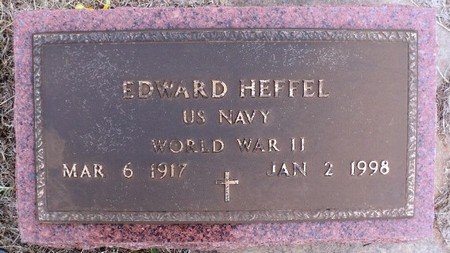 EDWARD HEFFEL
US NAVY
WORLD WAR II
MAR 6 1917 JAN 2 1998